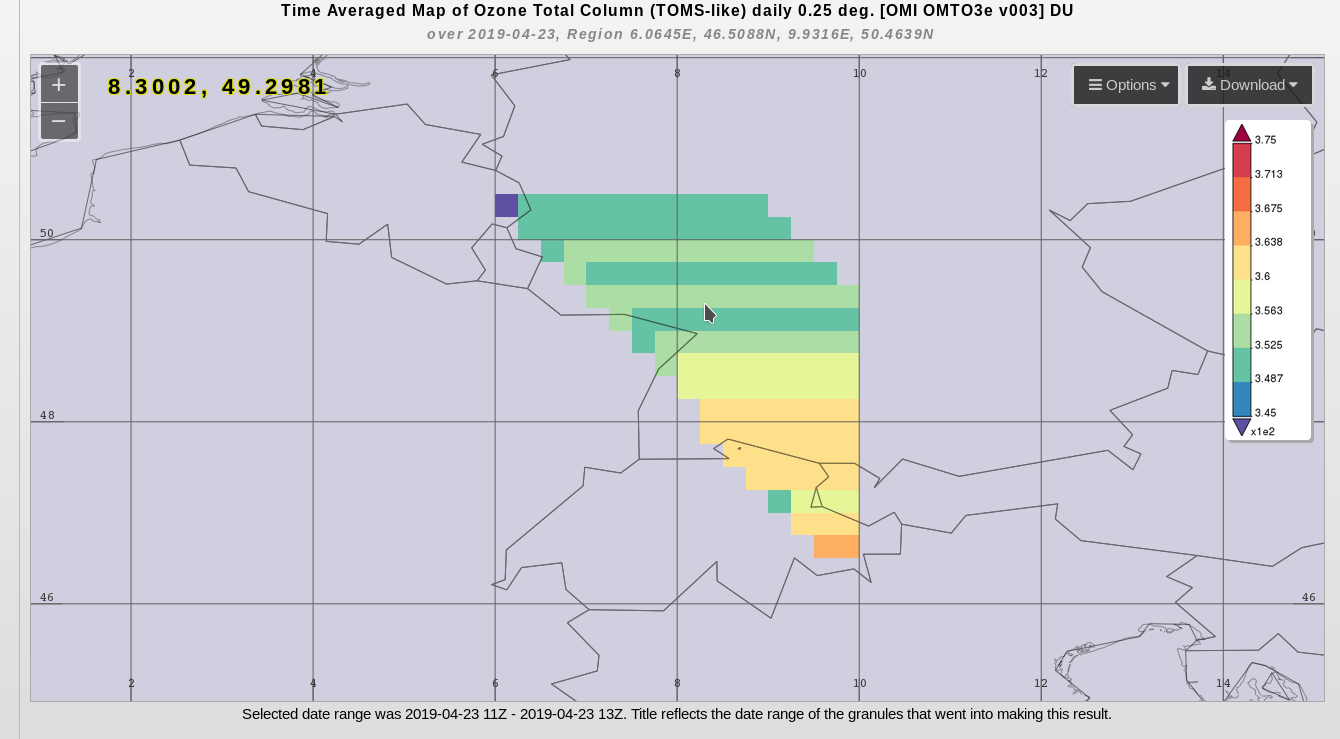 Time Averaged Map of Ozone Total Column (TOMS-like) daily 0.25 deg. [OMI OMTO3e v003] DU
over 2019-04-23, Region 6.0645E, 46.5088N, 9.9316E, 50.4639N
2 4 6 8 10 12 14
+
−
8.3002, 49.2981
Options
Download
3.75
3.713
3.675
3.638
3.6
3.563
3.525
3.487
3.45
x1e2
50
48
46 46
2 4 6 8 10 12 14
Selected date range was 2019-04-23 11Z - 2019-04-23 13Z. Title reflects the date range of the granules that went into making this result.